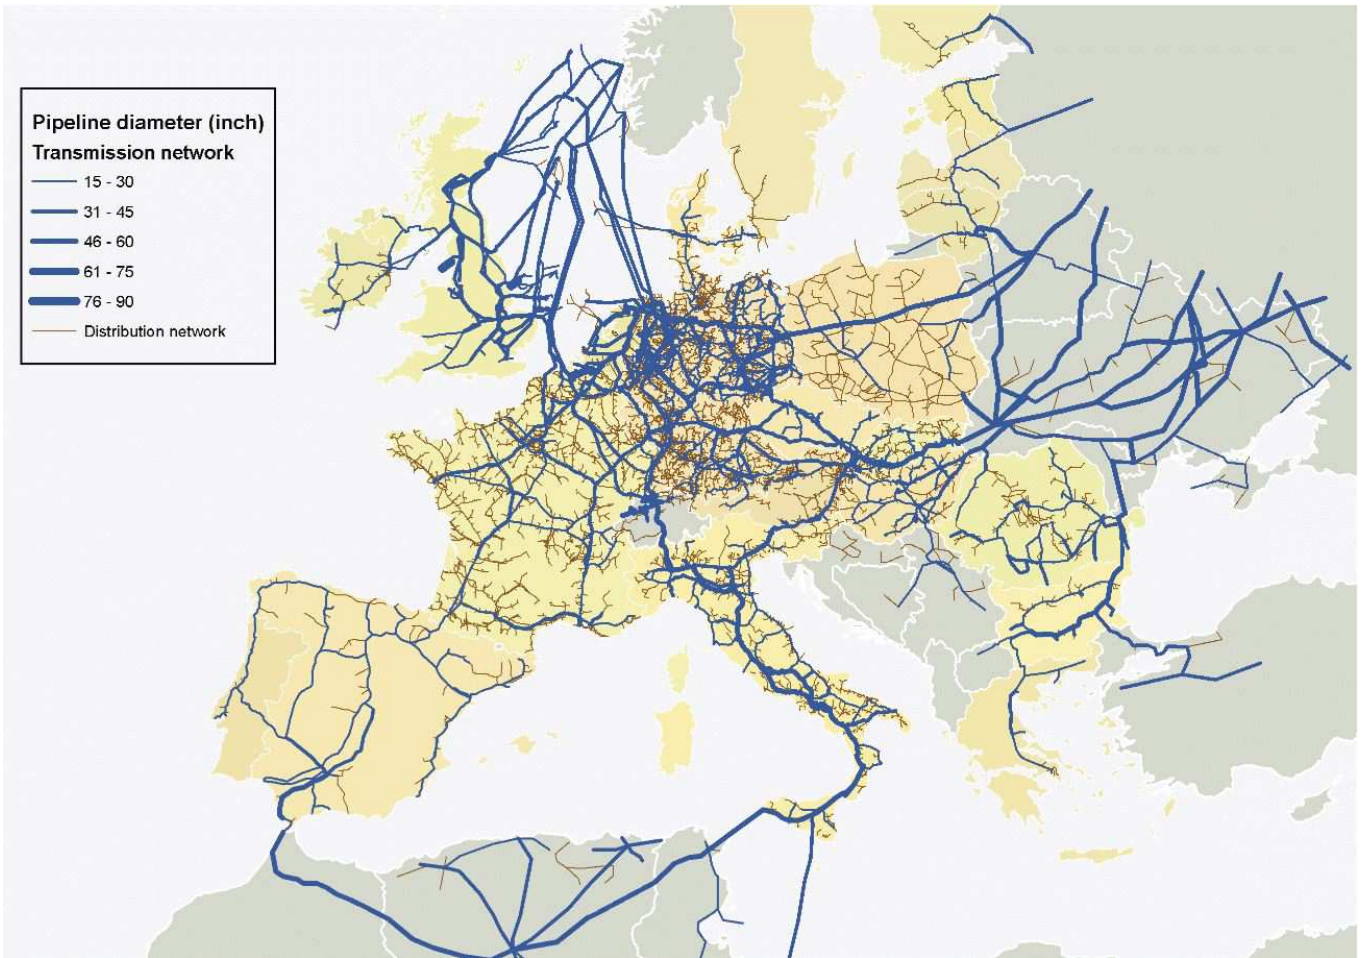 Pipeline diameter (inch)
Transmission network
15 - 30
31 - 45
46 - 60
61 - 75
76 - 90
Distribution network